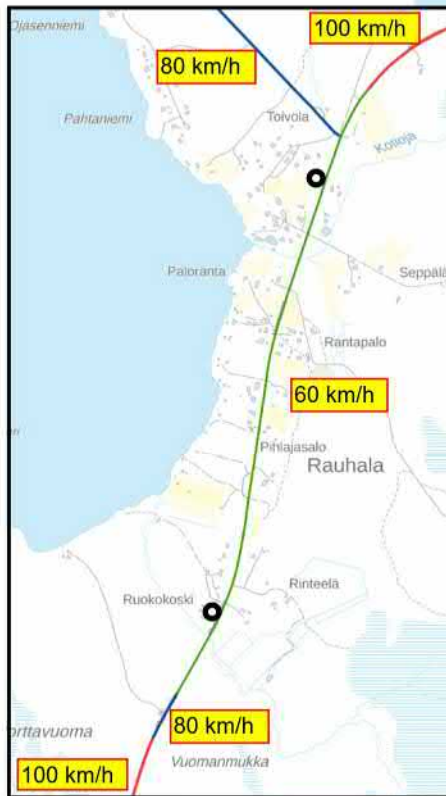 Ojasenniemi
100 km/h
80 km/h
Pahtaniemi
Toivola
Kotioja
Paloranta
Seppälä
Rantapalo
60 km/h
Pihlajasalo
Rauhala
Rinteelä
Ruokokoski
orttavuoma
80 km/h
Vuomanmukka
100 km/h